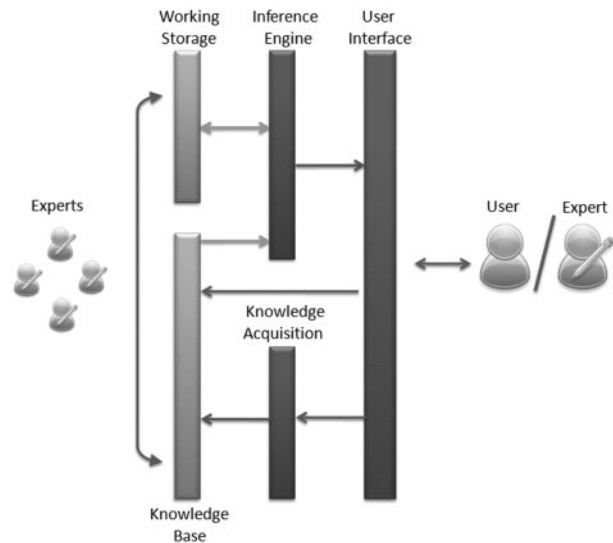 Working
Storage
Inference
Engine
User
Interface
Experts
User
Expert
Knowledge
Acquisition
Knowledge
Base